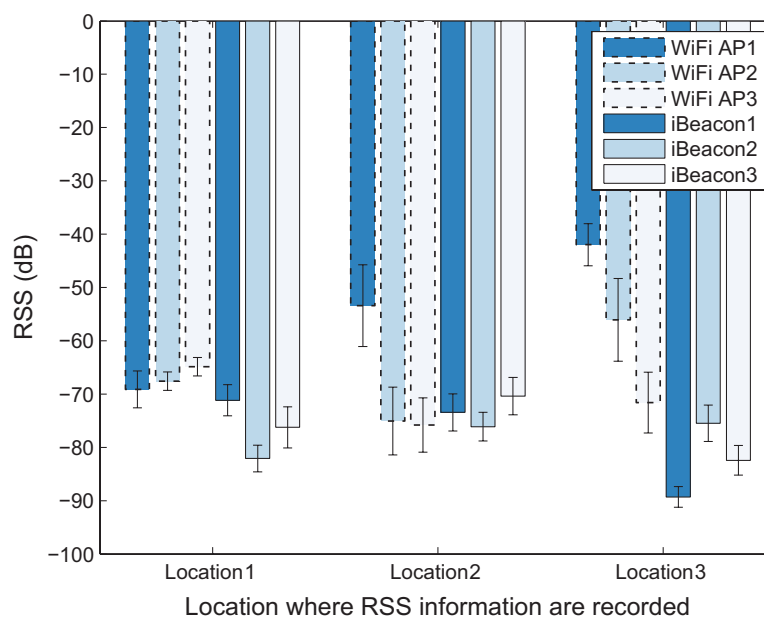 0
−10
−20
−30
−40
−50
−60
−70
−80
−90
−100
RSS (dB)
WiFi AP1
WiFi AP2
WiFi AP3
iBeacon1
iBeacon2
iBeacon3
Location1 Location2 Location3
Location where RSS information are recorded